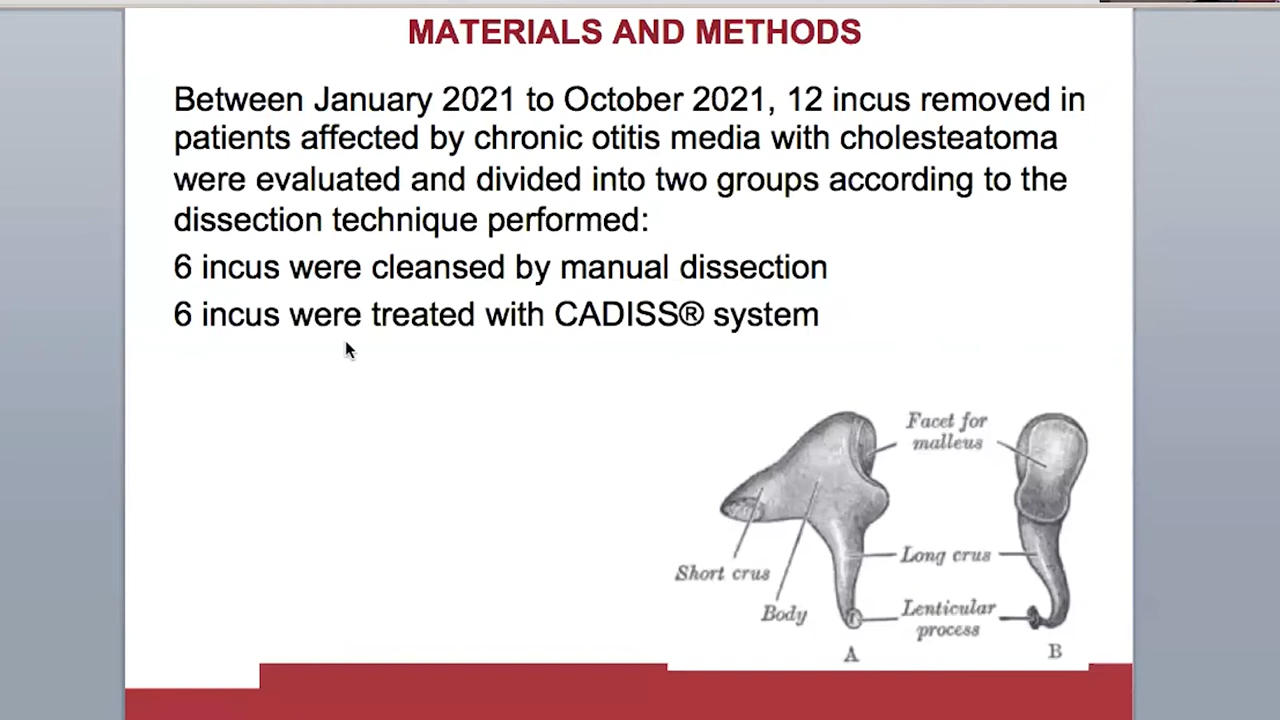 MATERIALS AND METHODS
Between January 2021 to October 2021, 12 incus removed in
patients affected by chronic otitis media with cholesteatoma
were evaluated and divided into two groups according to the
dissection technique performed:
6 incus were cleansed by manual dissection
6 incus were treated with CADISS® system
Facet for
malleus
Long crus
Short crus
Body
Lenticular
process
A
B